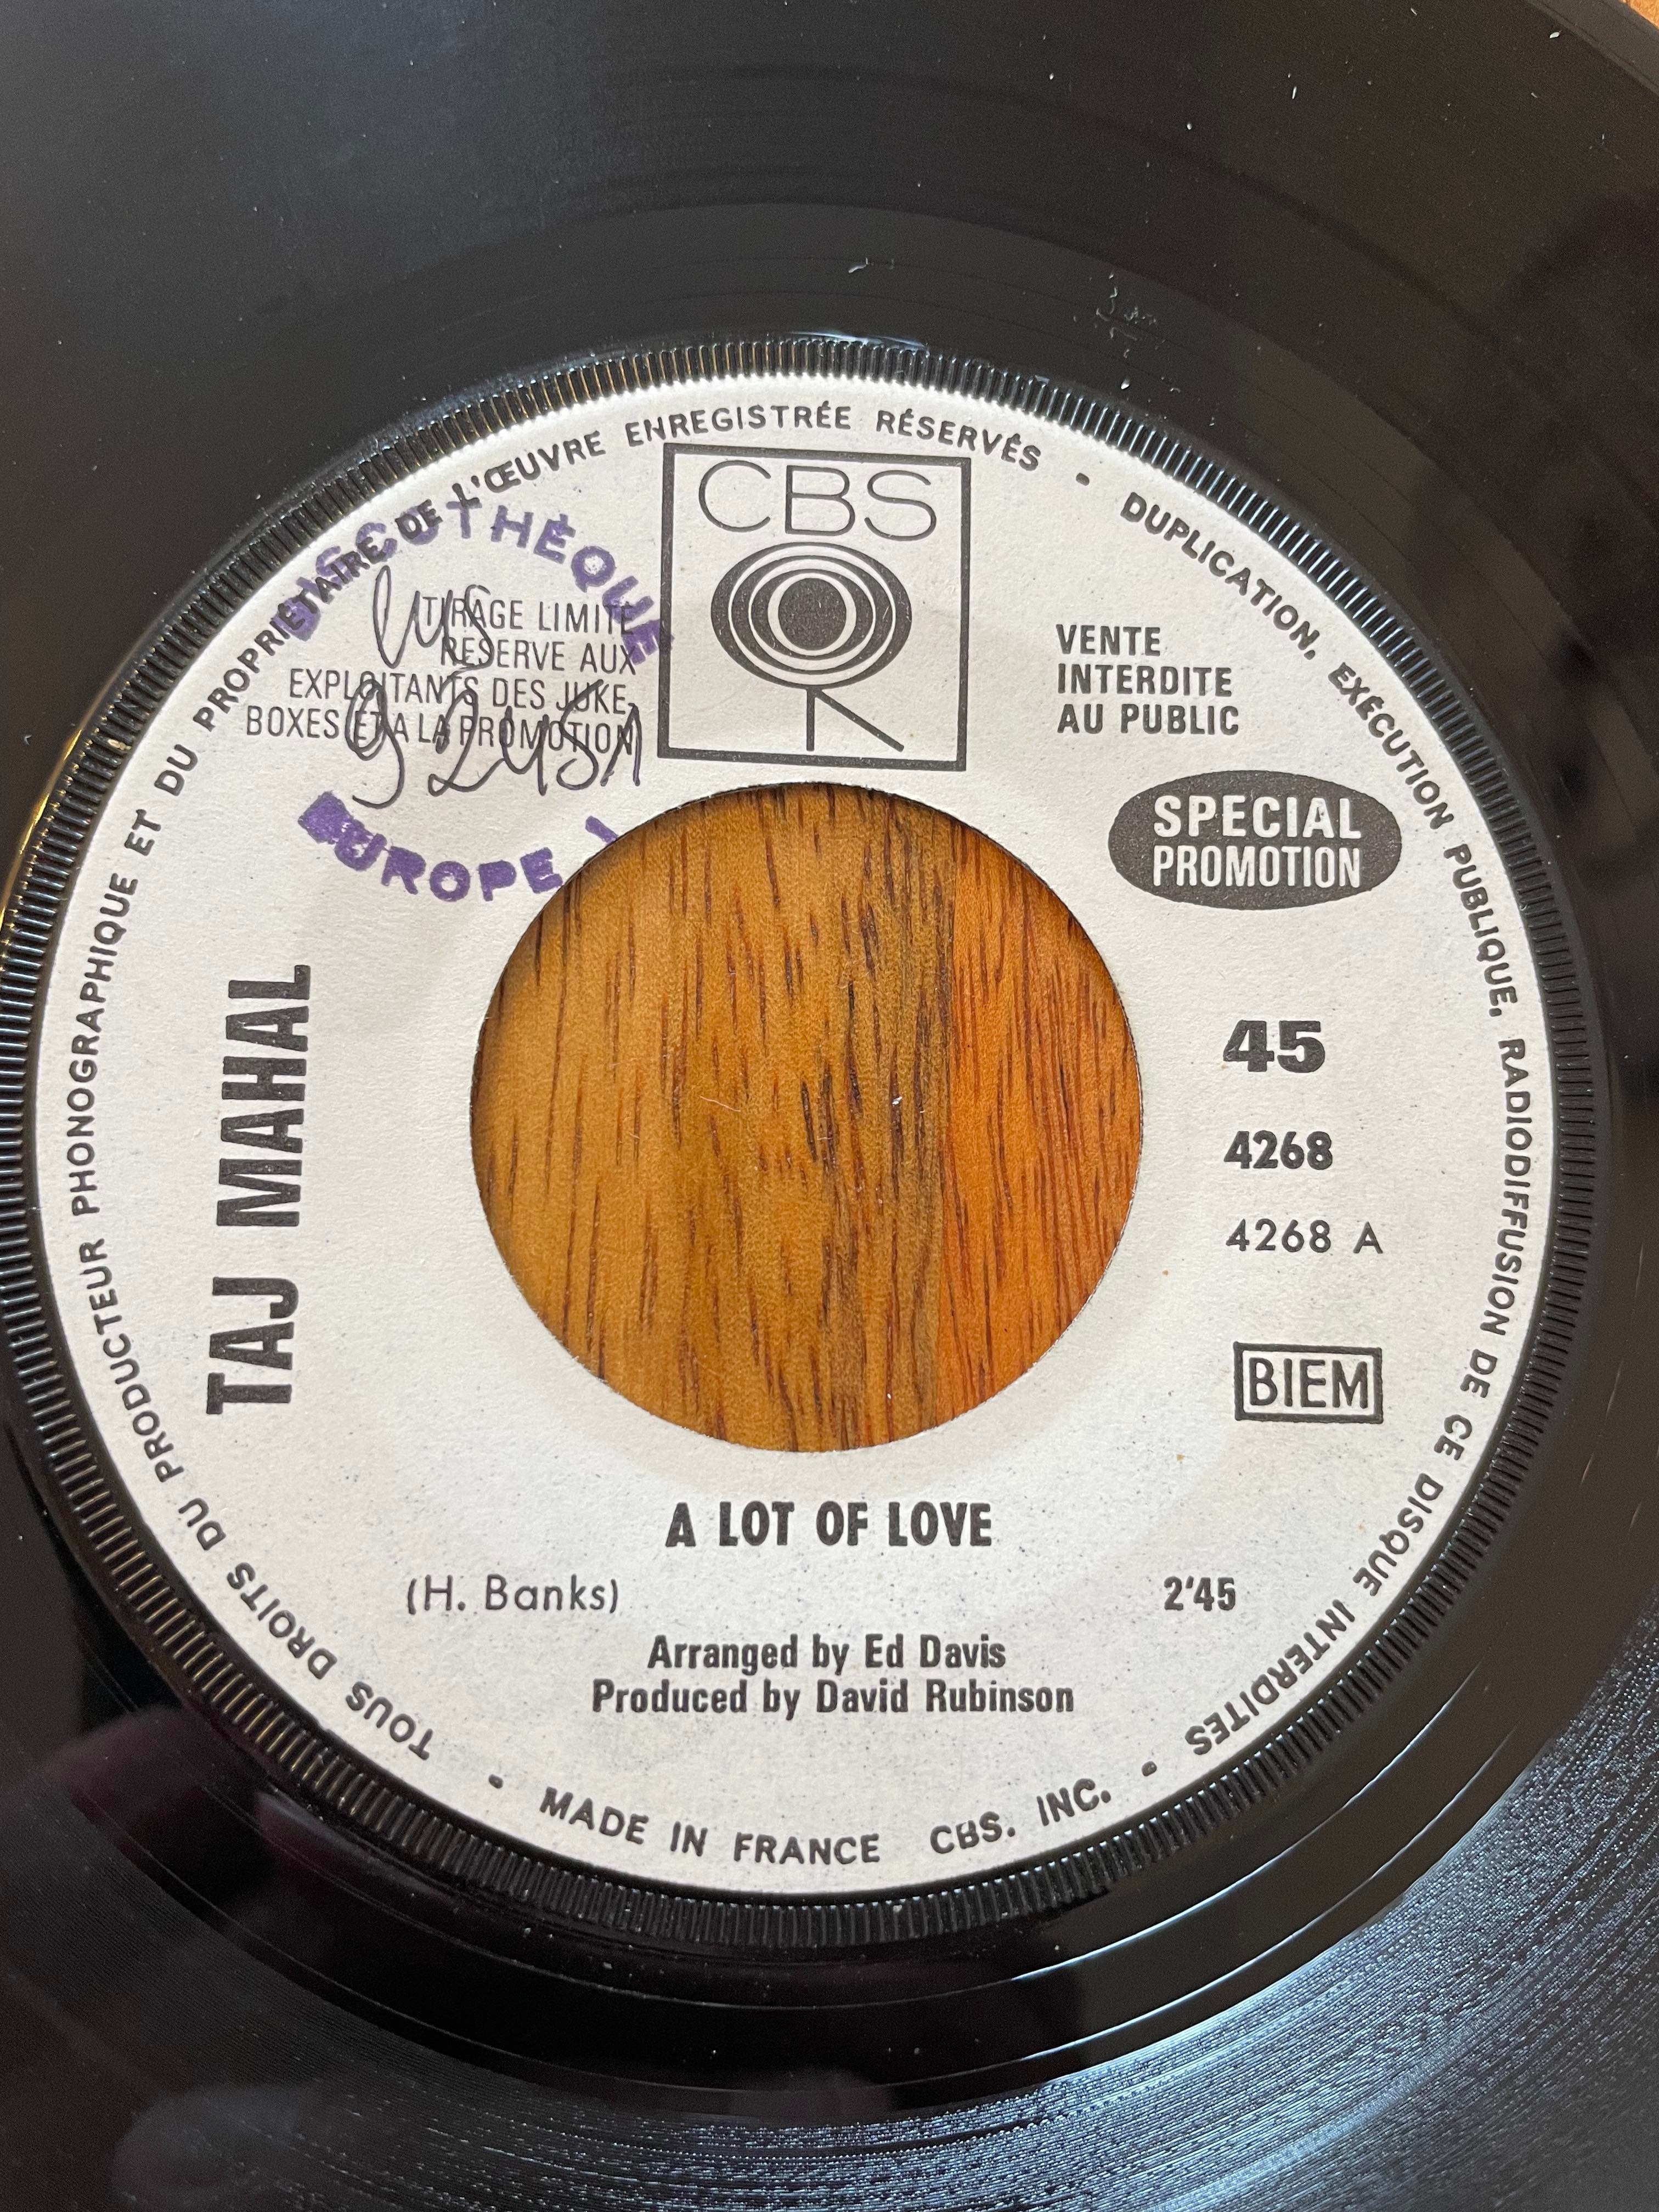 TOUS DROITS DU PRODUCTEUR PHONOGRAPHIQUE ET DU PROPRIETAIRE DE L'ŒUVRE ENREGISTRÉE RÉSERVÉS - DUPLICATION, EXÉCUTION PUBLIQUE, RADIODIFFUSION DE CE DISQUE INTERDITES - MADE IN FRANCE CBS. INC. -
CBS
DISCOTHÈQUE
TIRAGE LIMITE
RESERVE AUX
EXPLOITANTS DES JUKE-
BOXES ET A LA PROMOTION
EUROPE 1
VENTE
INTERDITE
AU PUBLIC
SPECIAL
PROMOTION
TAJ MAHAL
45
4268
4268 A
BIEM
A LOT OF LOVE
(H. Banks) 2'45
Arranged by Ed Davis
Produced by David Rubinson